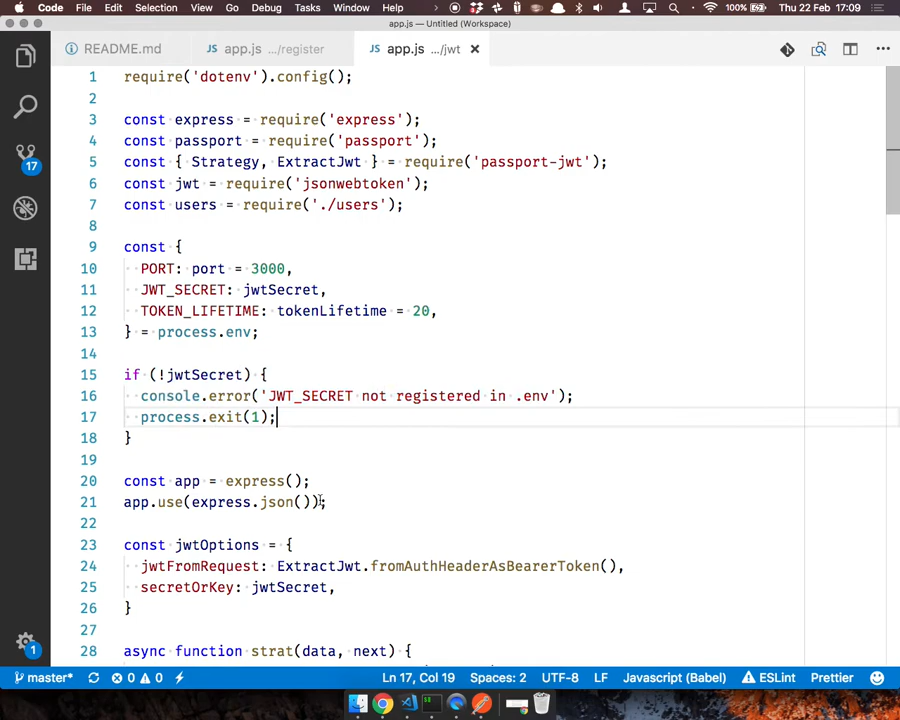 Code File Edit Selection View Go Debug Tasks Window Help 100% Thu 22 Feb 17:09
app.js — Untitled (Workspace)
README.md app.js …/register app.js …/jwt
1 require('dotenv').config();
2
3 const express = require('express');
4 const passport = require('passport');
5 const { Strategy, ExtractJwt } = require('passport-jwt');
6 const jwt = require('jsonwebtoken');
7 const users = require('./users');
8
9 const {
10 PORT: port = 3000,
11 JWT_SECRET: jwtSecret,
12 TOKEN_LIFETIME: tokenLifetime = 20,
13 } = process.env;
14
15 if (!jwtSecret) {
16 console.error('JWT_SECRET not registered in .env');
17 process.exit(1);
18 }
19
20 const app = express();
21 app.use(express.json());
22
23 const jwtOptions = {
24 jwtFromRequest: ExtractJwt.fromAuthHeaderAsBearerToken(),
25 secretOrKey: jwtSecret,
26 }
27
28 async function strat(data, next) {
17
1
master* 0 0 Ln 17, Col 19 Spaces: 2 UTF-8 LF Javascript (Babel) ESLint Prettier